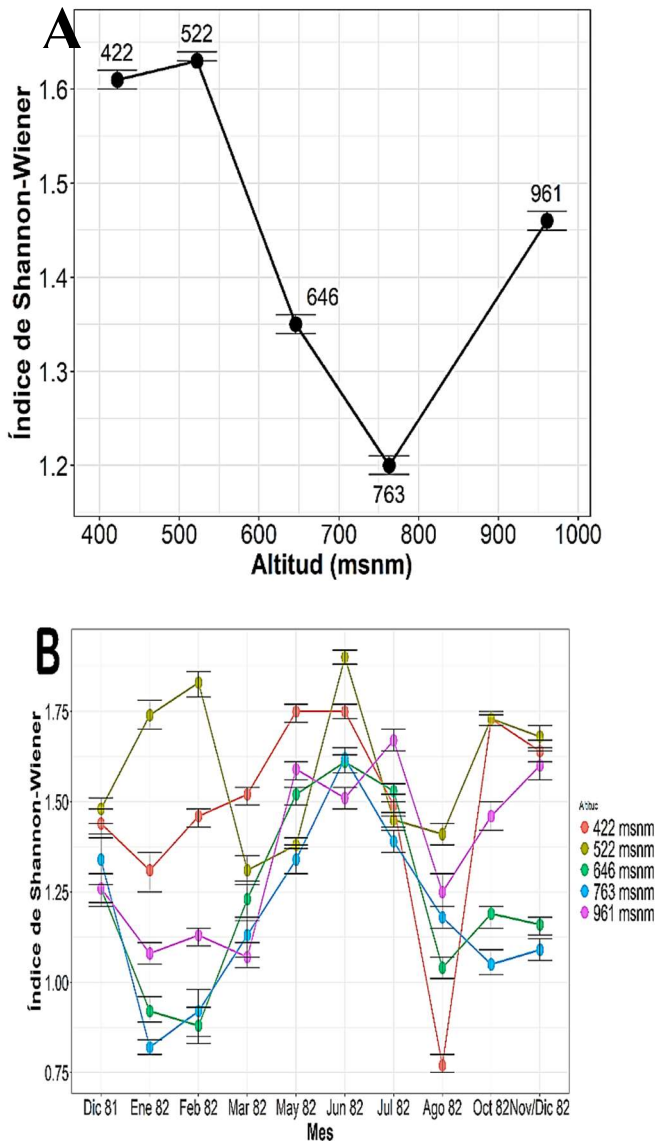 A
422
522
646
763
961
Índice de Shannon-Wiener
1.6
1.5
1.4
1.3
1.2
400 500 600 700 800 900 1000
Altitud (msnm)
B
Índice de Shannon-Wiener
1.75
1.50
1.25
1.00
0.75
Dic 81 Ene 82 Feb 82 Mar 82 May 82 Jun 82 Jul 82 Ago 82 Oct 82 Nov/Dic 82
Mes
Altitud
422 msnm
522 msnm
646 msnm
763 msnm
961 msnm